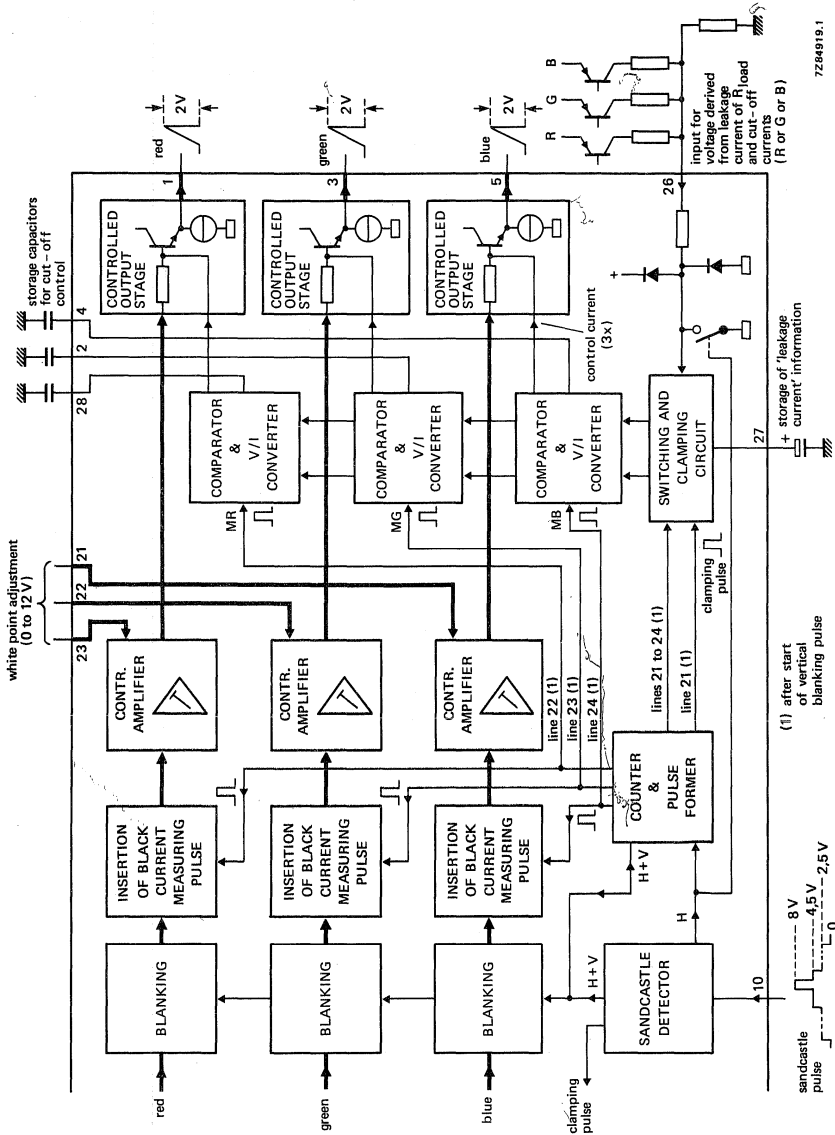 white point adjustment
(0 to 12 V)
23
22
21
28
2
4
storage capacitors
for cut-off
control
red
BLANKING
INSERTION
OF BLACK
CURRENT
MEASURING
PULSE
CONTR.
AMPLIFIER
CONTROLLED
OUTPUT
STAGE
1
red
2V
MR
COMPARATOR
&
V/I
CONVERTER
green
BLANKING
INSERTION
OF BLACK
CURRENT
MEASURING
PULSE
CONTR.
AMPLIFIER
CONTROLLED
OUTPUT
STAGE
3
green
2V
MG
COMPARATOR
&
V/I
CONVERTER
blue
BLANKING
INSERTION
OF BLACK
CURRENT
MEASURING
PULSE
CONTR.
AMPLIFIER
CONTROLLED
OUTPUT
STAGE
5
blue
2V
MB
COMPARATOR
&
V/I
CONVERTER
control current
(3x)
line 22 (1)
line 23 (1)
line 24 (1)
clamping
pulse
H+V
H+V
SANDCASTLE
DETECTOR
H
COUNTER
&
PULSE
FORMER
lines 21 to 24 (1)
line 21 (1)
clamping
pulse
SWITCHING AND
CLAMPING
CIRCUIT
+
26
R
G
B
input for
voltage derived
from leakage
current of Rload
and cut-off
currents
(R or G or B)
10
sandcastle
pulse
8 V
4,5 V
2,5 V
0
(1) after start
of vertical
blanking pulse
27
+
storage of 'leakage
current' information
7Z84919.1